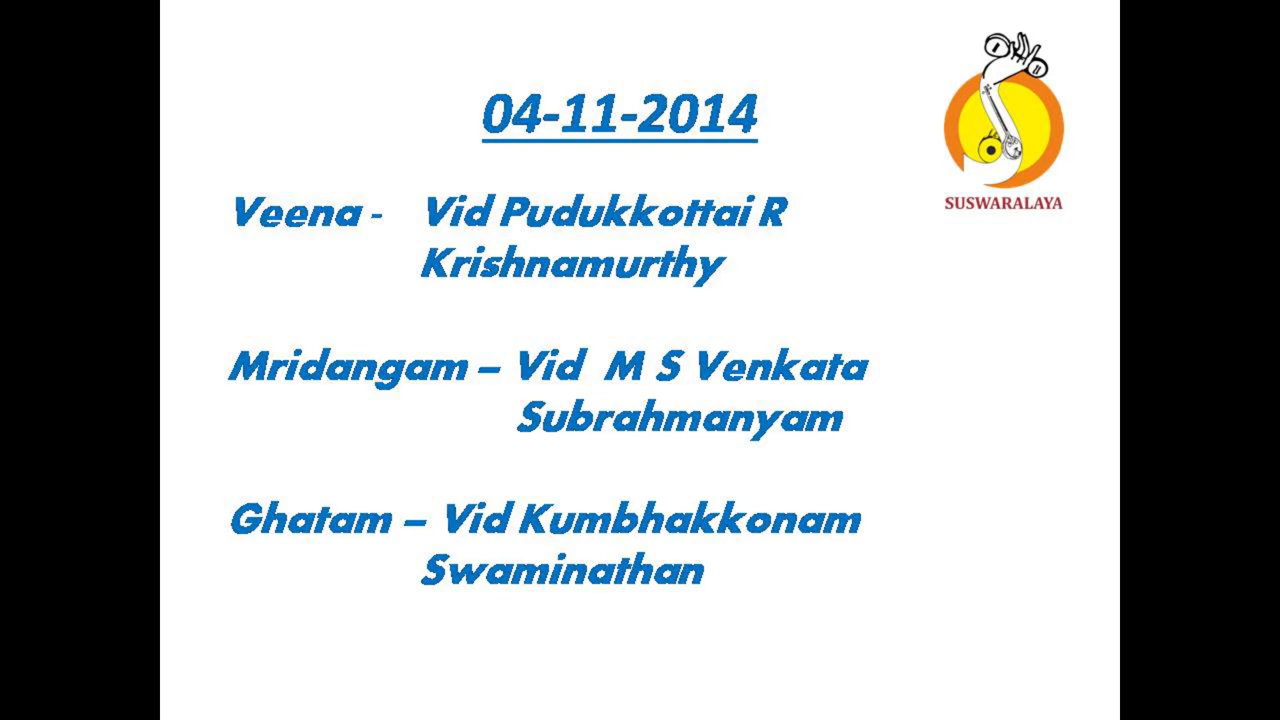 04-11-2014
SUSWARALAYA
Veena - Vid Pudukkottai R
Krishnamurthy
Mridangam – Vid M S Venkata
Subrahmanyam
Ghatam – Vid Kumbhakkonam
Swaminathan